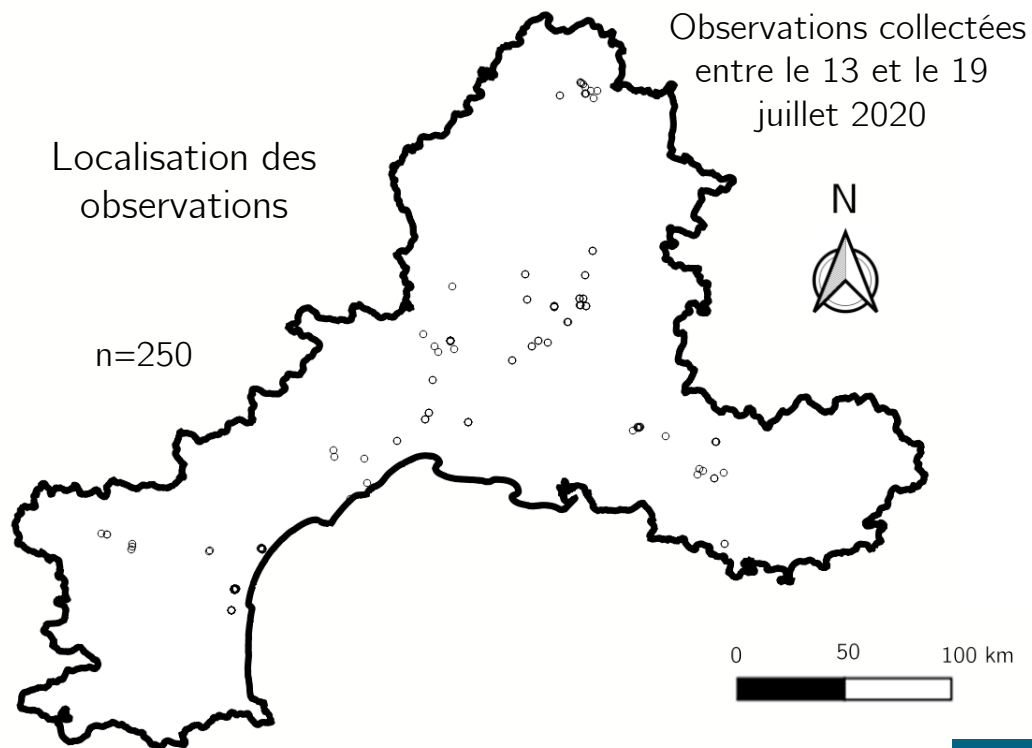 Observations collectées
entre le 13 et le 19
juillet 2020
Localisation des
observations
N
n=250
0 50 100 km